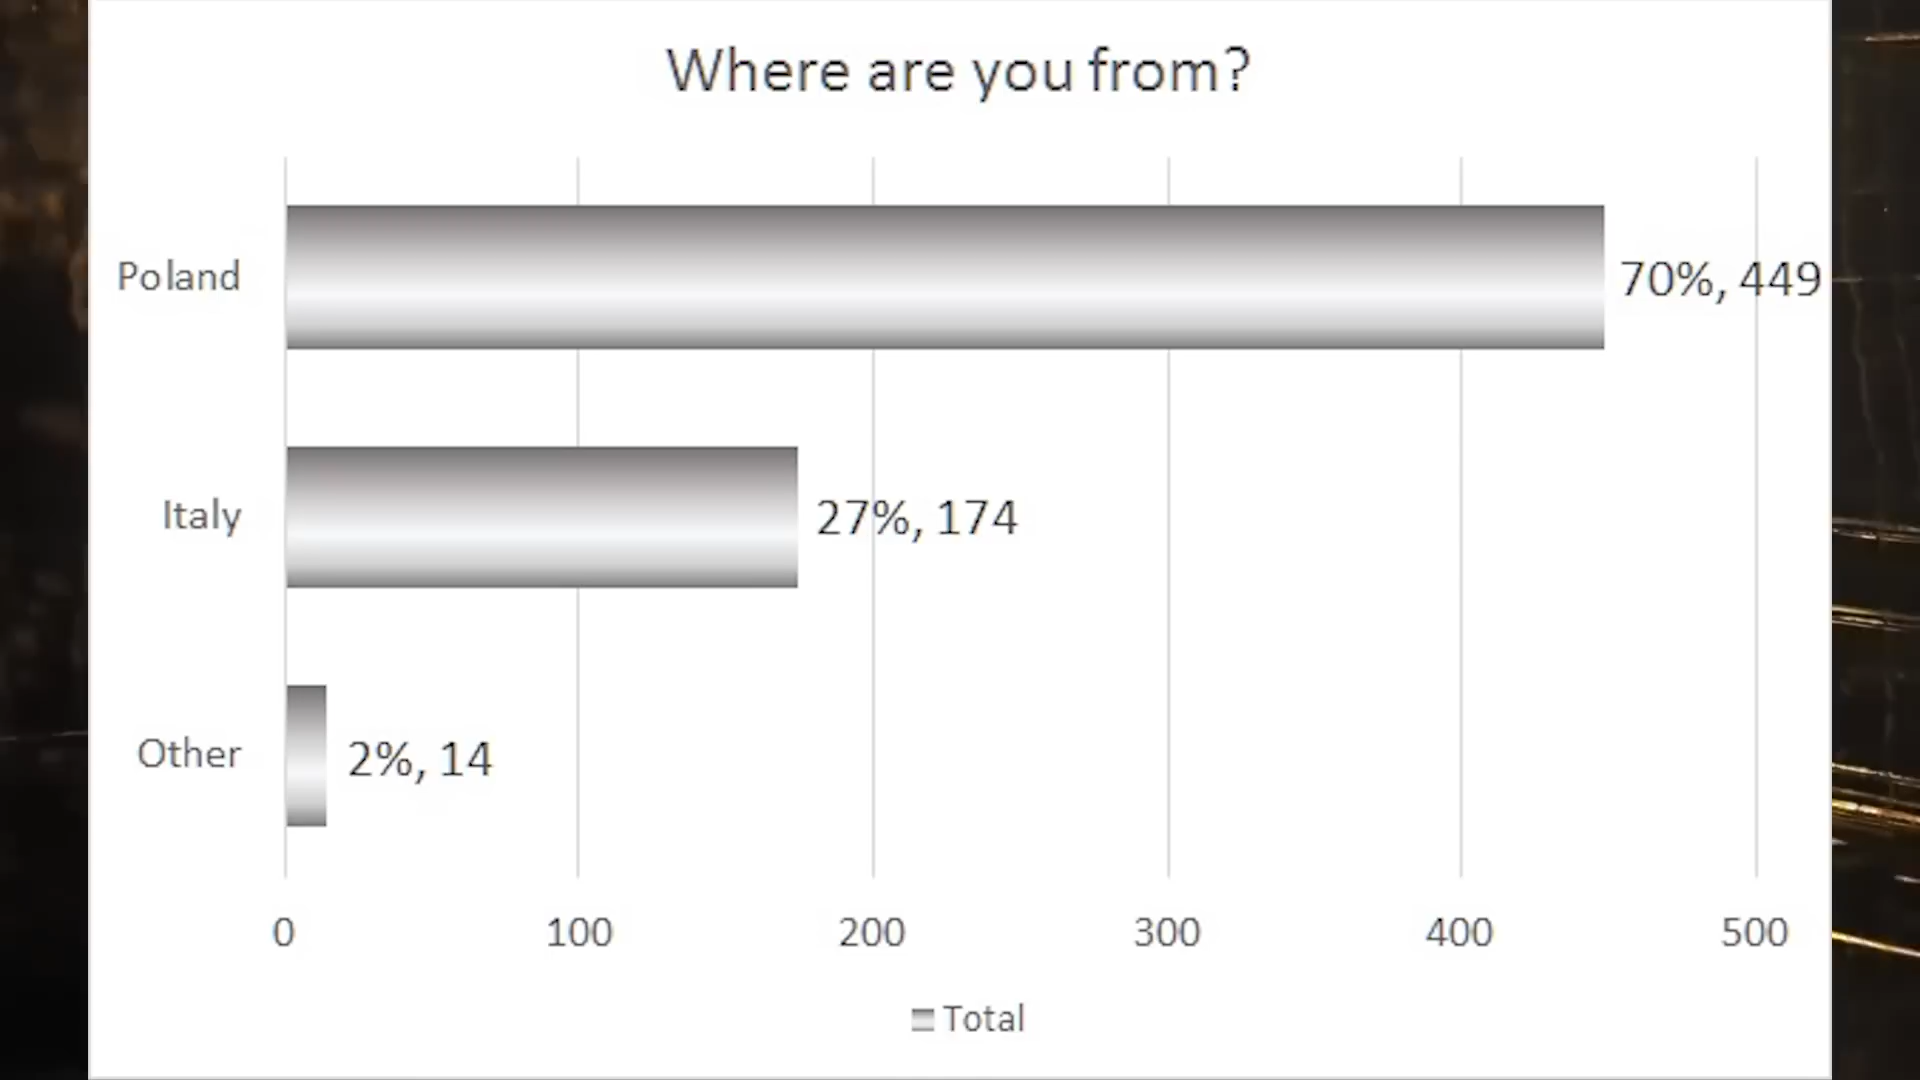 Where are you from?
Poland
70%, 449
Italy
27%, 174
Other
2%, 14
0 100 200 300 400 500
Total